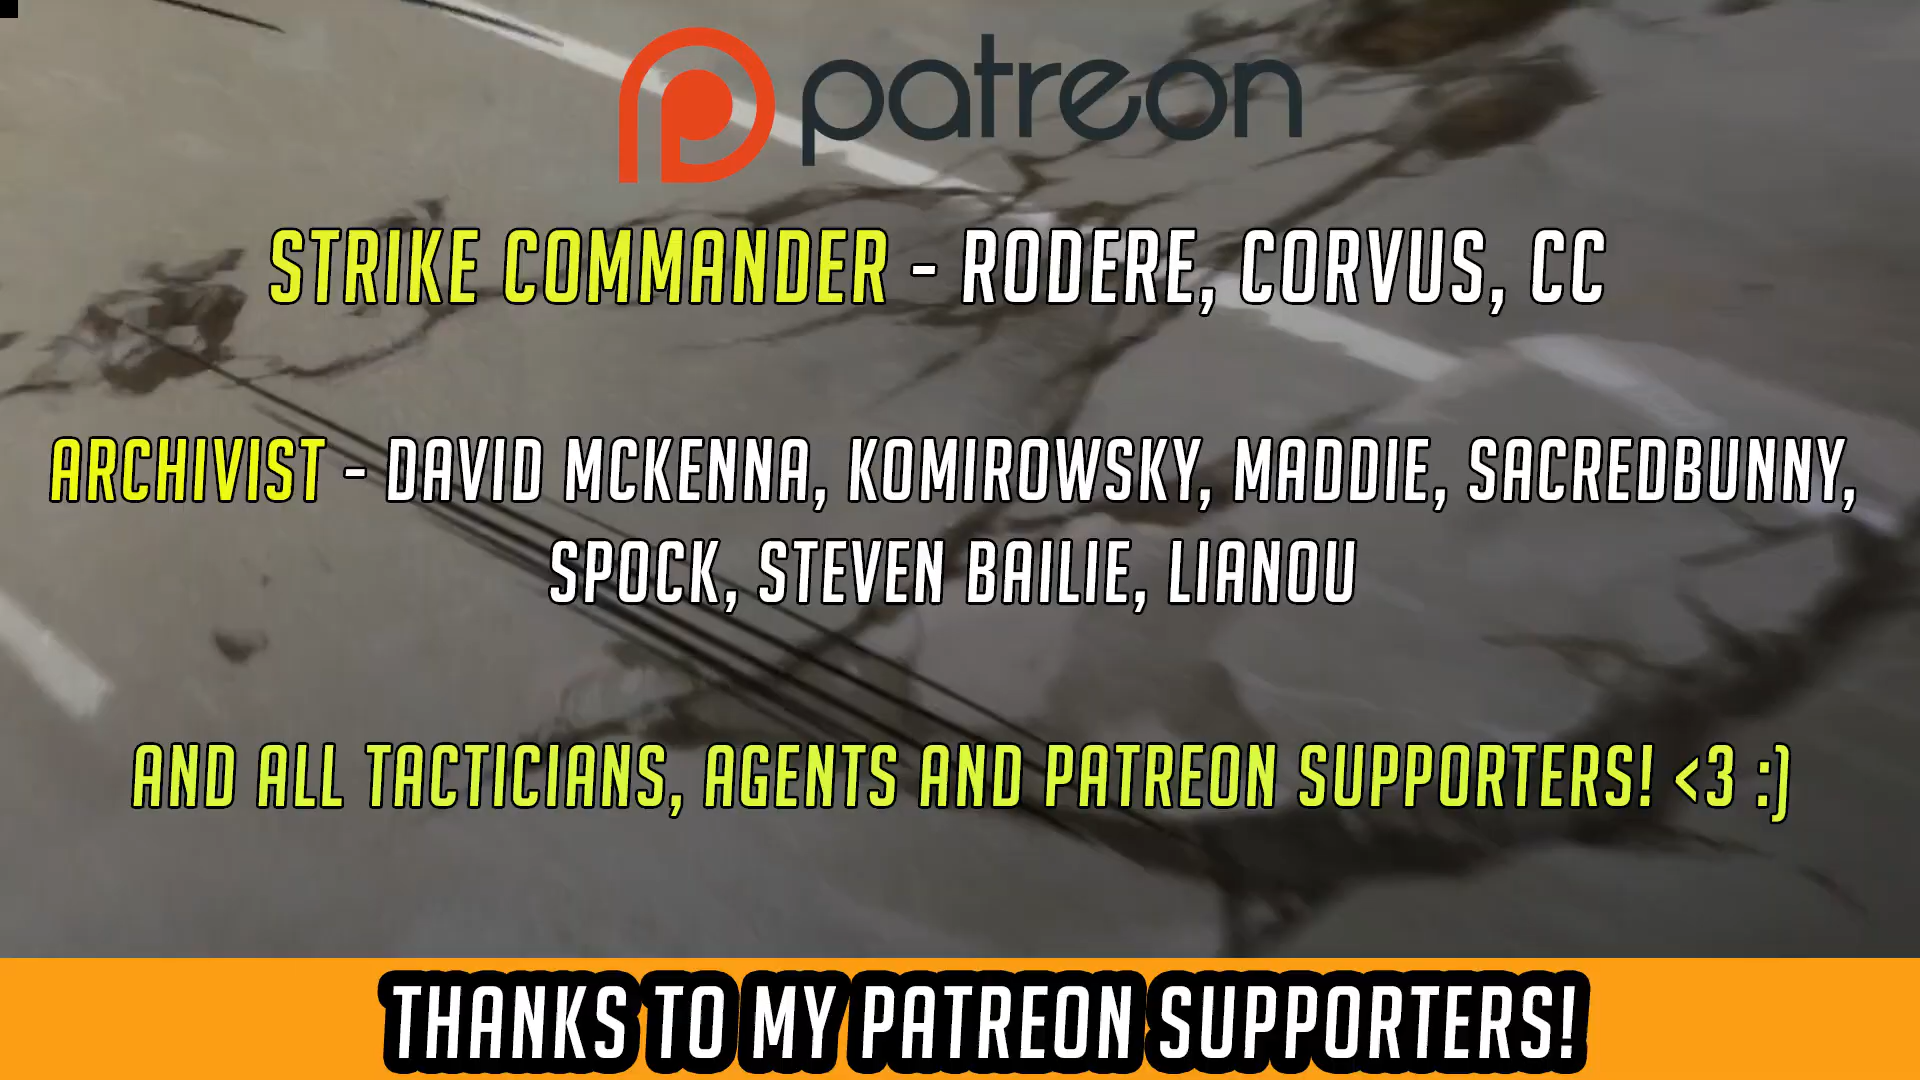 patreon
STRIKE COMMANDER - RODERE, CORVUS, CC
ARCHIVIST - DAVID MCKENNA, KOMIROWSKY, MADDIE, SACREDBUNNY,
SPOCK, STEVEN BAILIE, LIANOU
AND ALL TACTICIANS, AGENTS AND PATREON SUPPORTERS! <3 :)
THANKS TO MY PATREON SUPPORTERS!